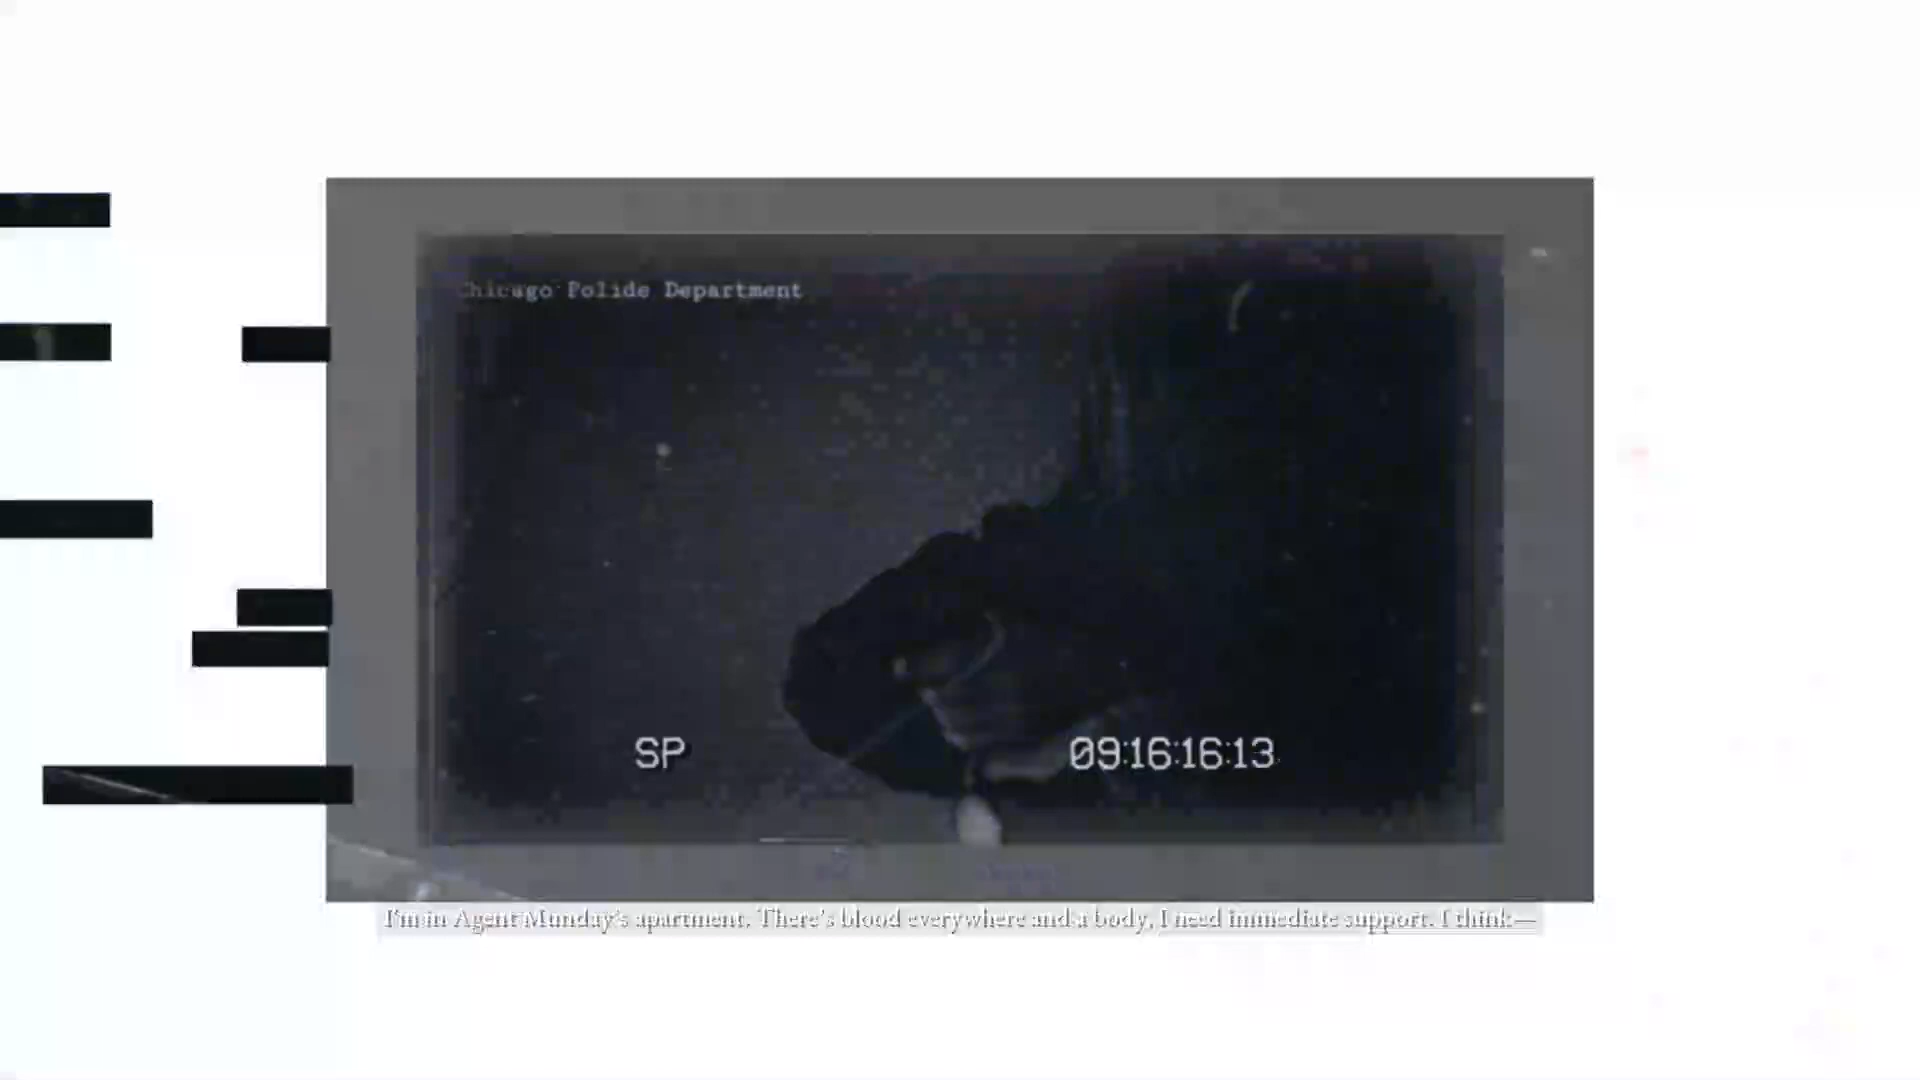 Chicago Polide Department
SP 09:16:16:13
I'm in Agent Munday's apartment. There's blood everywhere and a body, I need immediate support. I think—